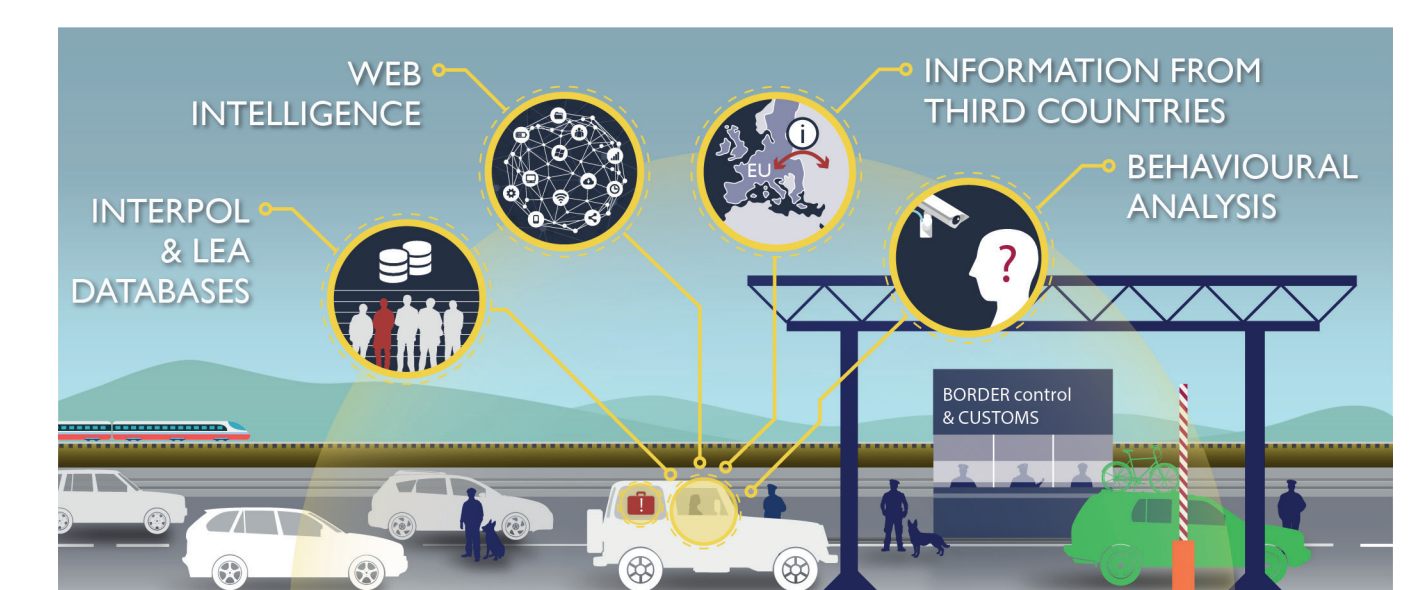 WEB
INTELLIGENCE
INFORMATION FROM
THIRD COUNTRIES
i
EU
BEHAVIOURAL
ANALYSIS
?
INTERPOL
& LEA
DATABASES
BORDER control
& CUSTOMS
!